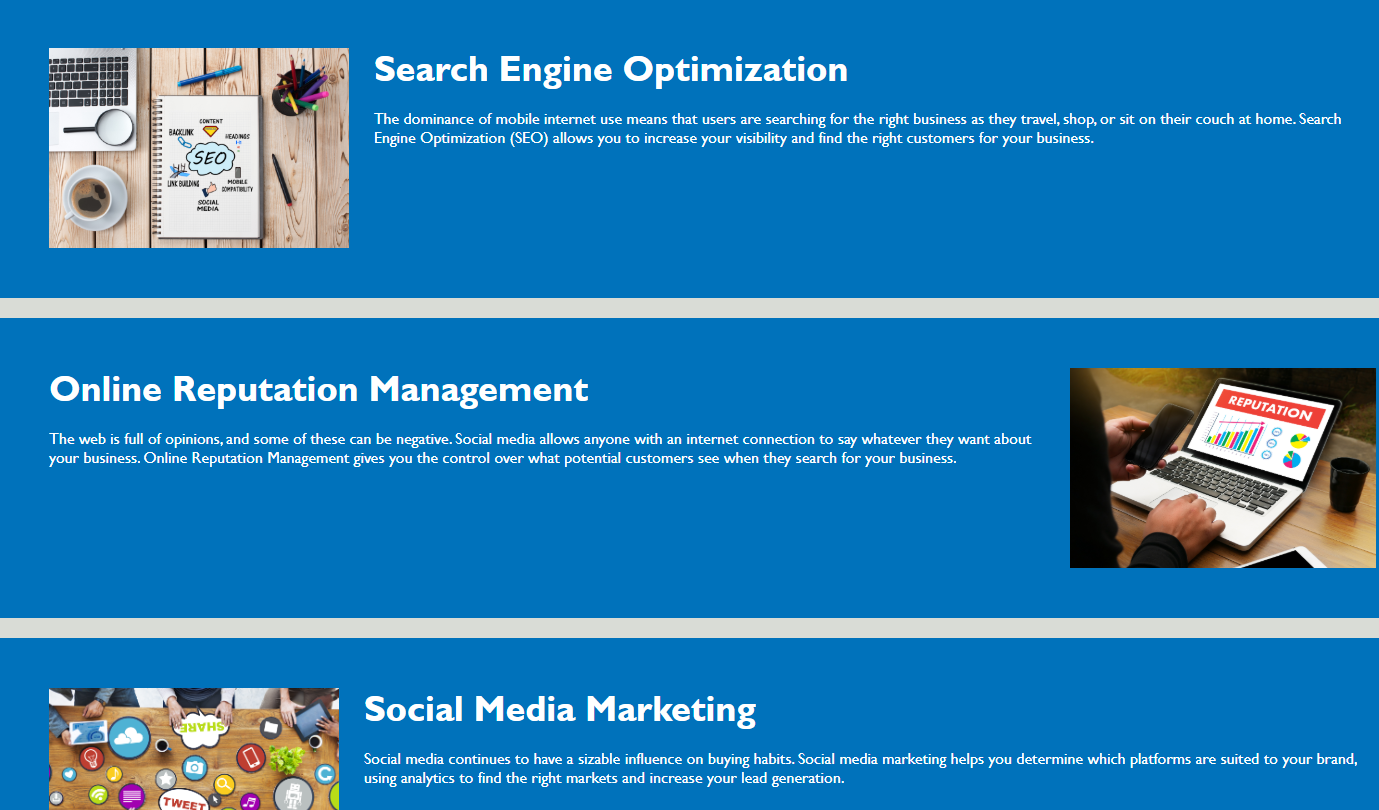 Search Engine Optimization
The dominance of mobile internet use means that users are searching for the right business as they travel, shop, or sit on their couch at home. Search
Engine Optimization (SEO) allows you to increase your visibility and find the right customers for your business.
CONTENT
BACKLINK
HEADINGS
SEO
LINK BUILDING
MOBILE
COMPATIBILITY
SOCIAL
MEDIA
Online Reputation Management
The web is full of opinions, and some of these can be negative. Social media allows anyone with an internet connection to say whatever they want about
your business. Online Reputation Management gives you the control over what potential customers see when they search for your business.
REPUTATION
Social Media Marketing
Social media continues to have a sizable influence on buying habits. Social media marketing helps you determine which platforms are suited to your brand,
using analytics to find the right markets and increase your lead generation.
SHARE
TWEET